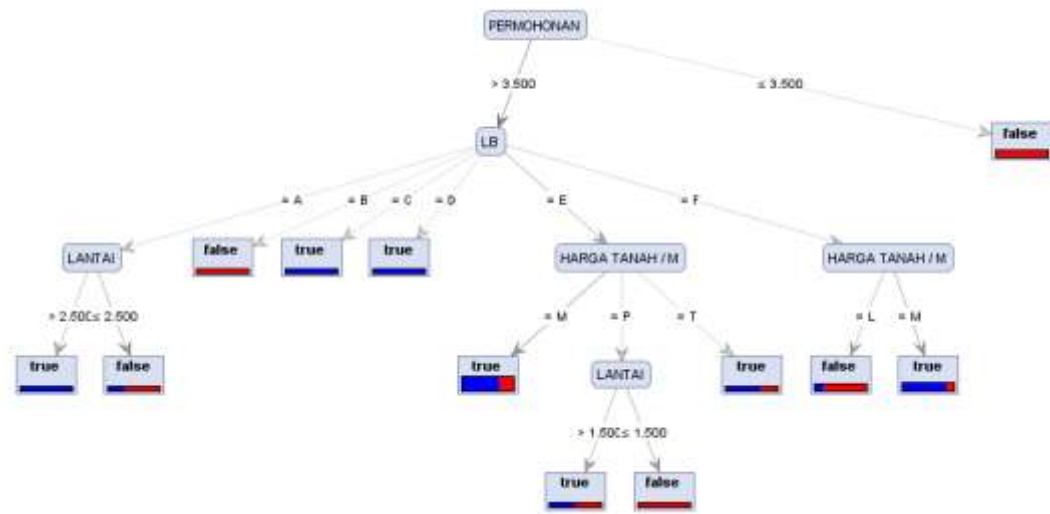 PERMOHONAN
> 3.500
≤ 3.500
LB
false
= A
= B
= C
= D
= E
= F
LANTAI
false
true
true
HARGA TANAH / M
HARGA TANAH / M
> 2.500
≤ 2.500
= M
= P
= T
= L
= M
true
false
true
LANTAI
true
false
true
> 1.500
≤ 1.500
true
false